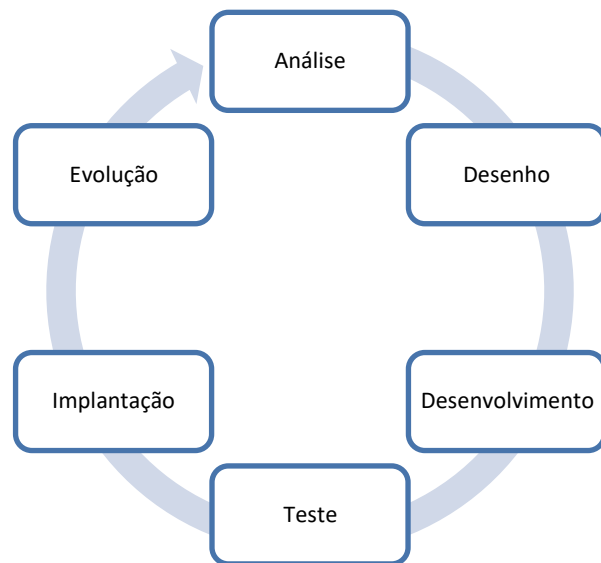 Análise
Desenho
Desenvolvimento
Teste
Implantação
Evolução